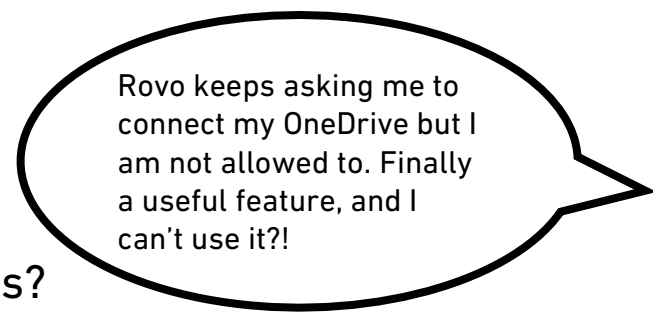 Rovo keeps asking me to
connect my OneDrive but I
am not allowed to. Finally
a useful feature, and I
can’t use it?!
s?